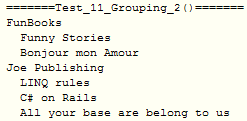 =======Test_11_Grouping_2()=======
FunBooks
  Funny Stories
  Bonjour mon Amour
Joe Publishing
  LINQ rules
  C# on Rails
  All your base are belong to us